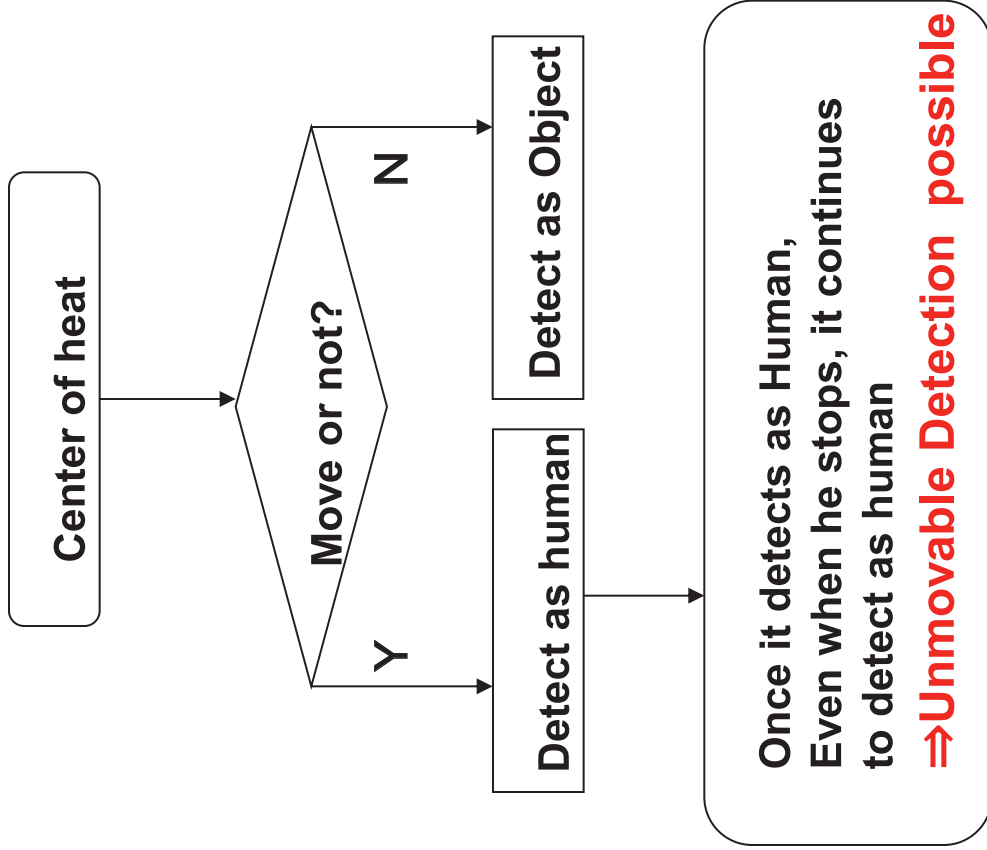 Center of heat
Move or not?
Y
N
Detect as human
Detect as Object
Once it detects as Human,
Even when he stops, it continues
to detect as human
⇒Unmovable Detection possible